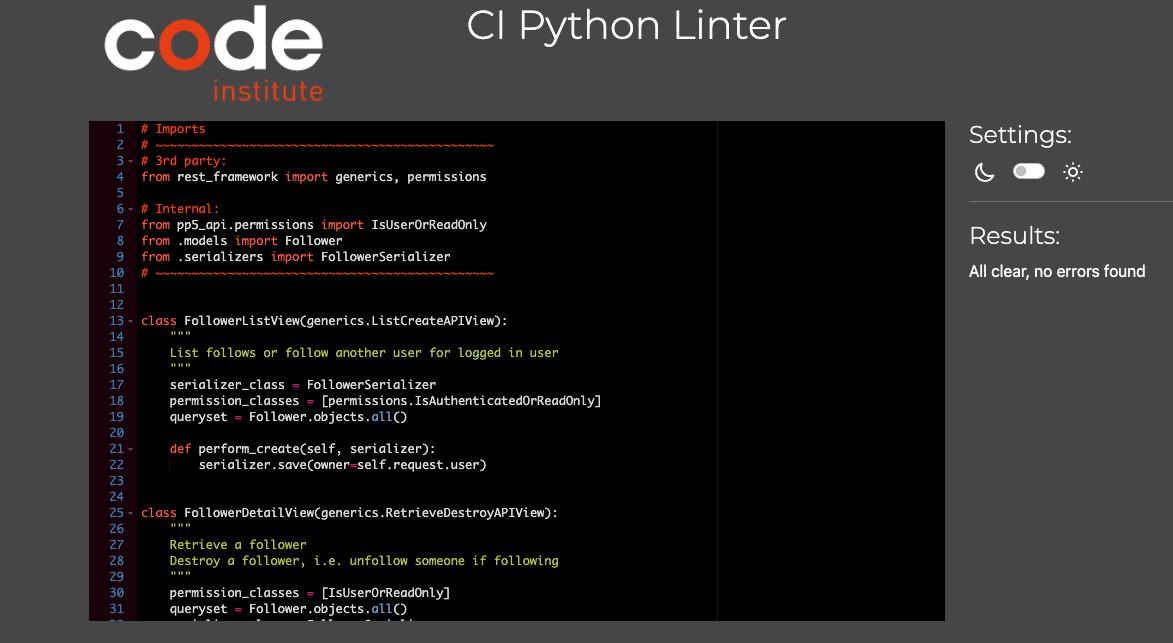 code
institute
CI Python Linter
1 # Imports
2 # ~~~~~~~~~~~~~~~~~~~~~~~~~~~~~~~~~~~~~~~~~~~~~~~
3 # 3rd party:
4 from rest_framework import generics, permissions
5
6 # Internal:
7 from pp5_api.permissions import IsUserOrReadOnly
8 from .models import Follower
9 from .serializers import FollowerSerializer
10 # ~~~~~~~~~~~~~~~~~~~~~~~~~~~~~~~~~~~~~~~~~~~~~~~
11
12
13 class FollowerListView(generics.ListCreateAPIView):
14     """
15     List follows or follow another user for logged in user
16     """
17     serializer_class = FollowerSerializer
18     permission_classes = [permissions.IsAuthenticatedOrReadOnly]
19     queryset = Follower.objects.all()
20
21     def perform_create(self, serializer):
22         serializer.save(owner=self.request.user)
23
24
25 class FollowerDetailView(generics.RetrieveDestroyAPIView):
26     """
27     Retrieve a follower
28     Destroy a follower, i.e. unfollow someone if following
29     """
30     permission_classes = [IsUserOrReadOnly]
31     queryset = Follower.objects.all()
Settings:
Results:
All clear, no errors found